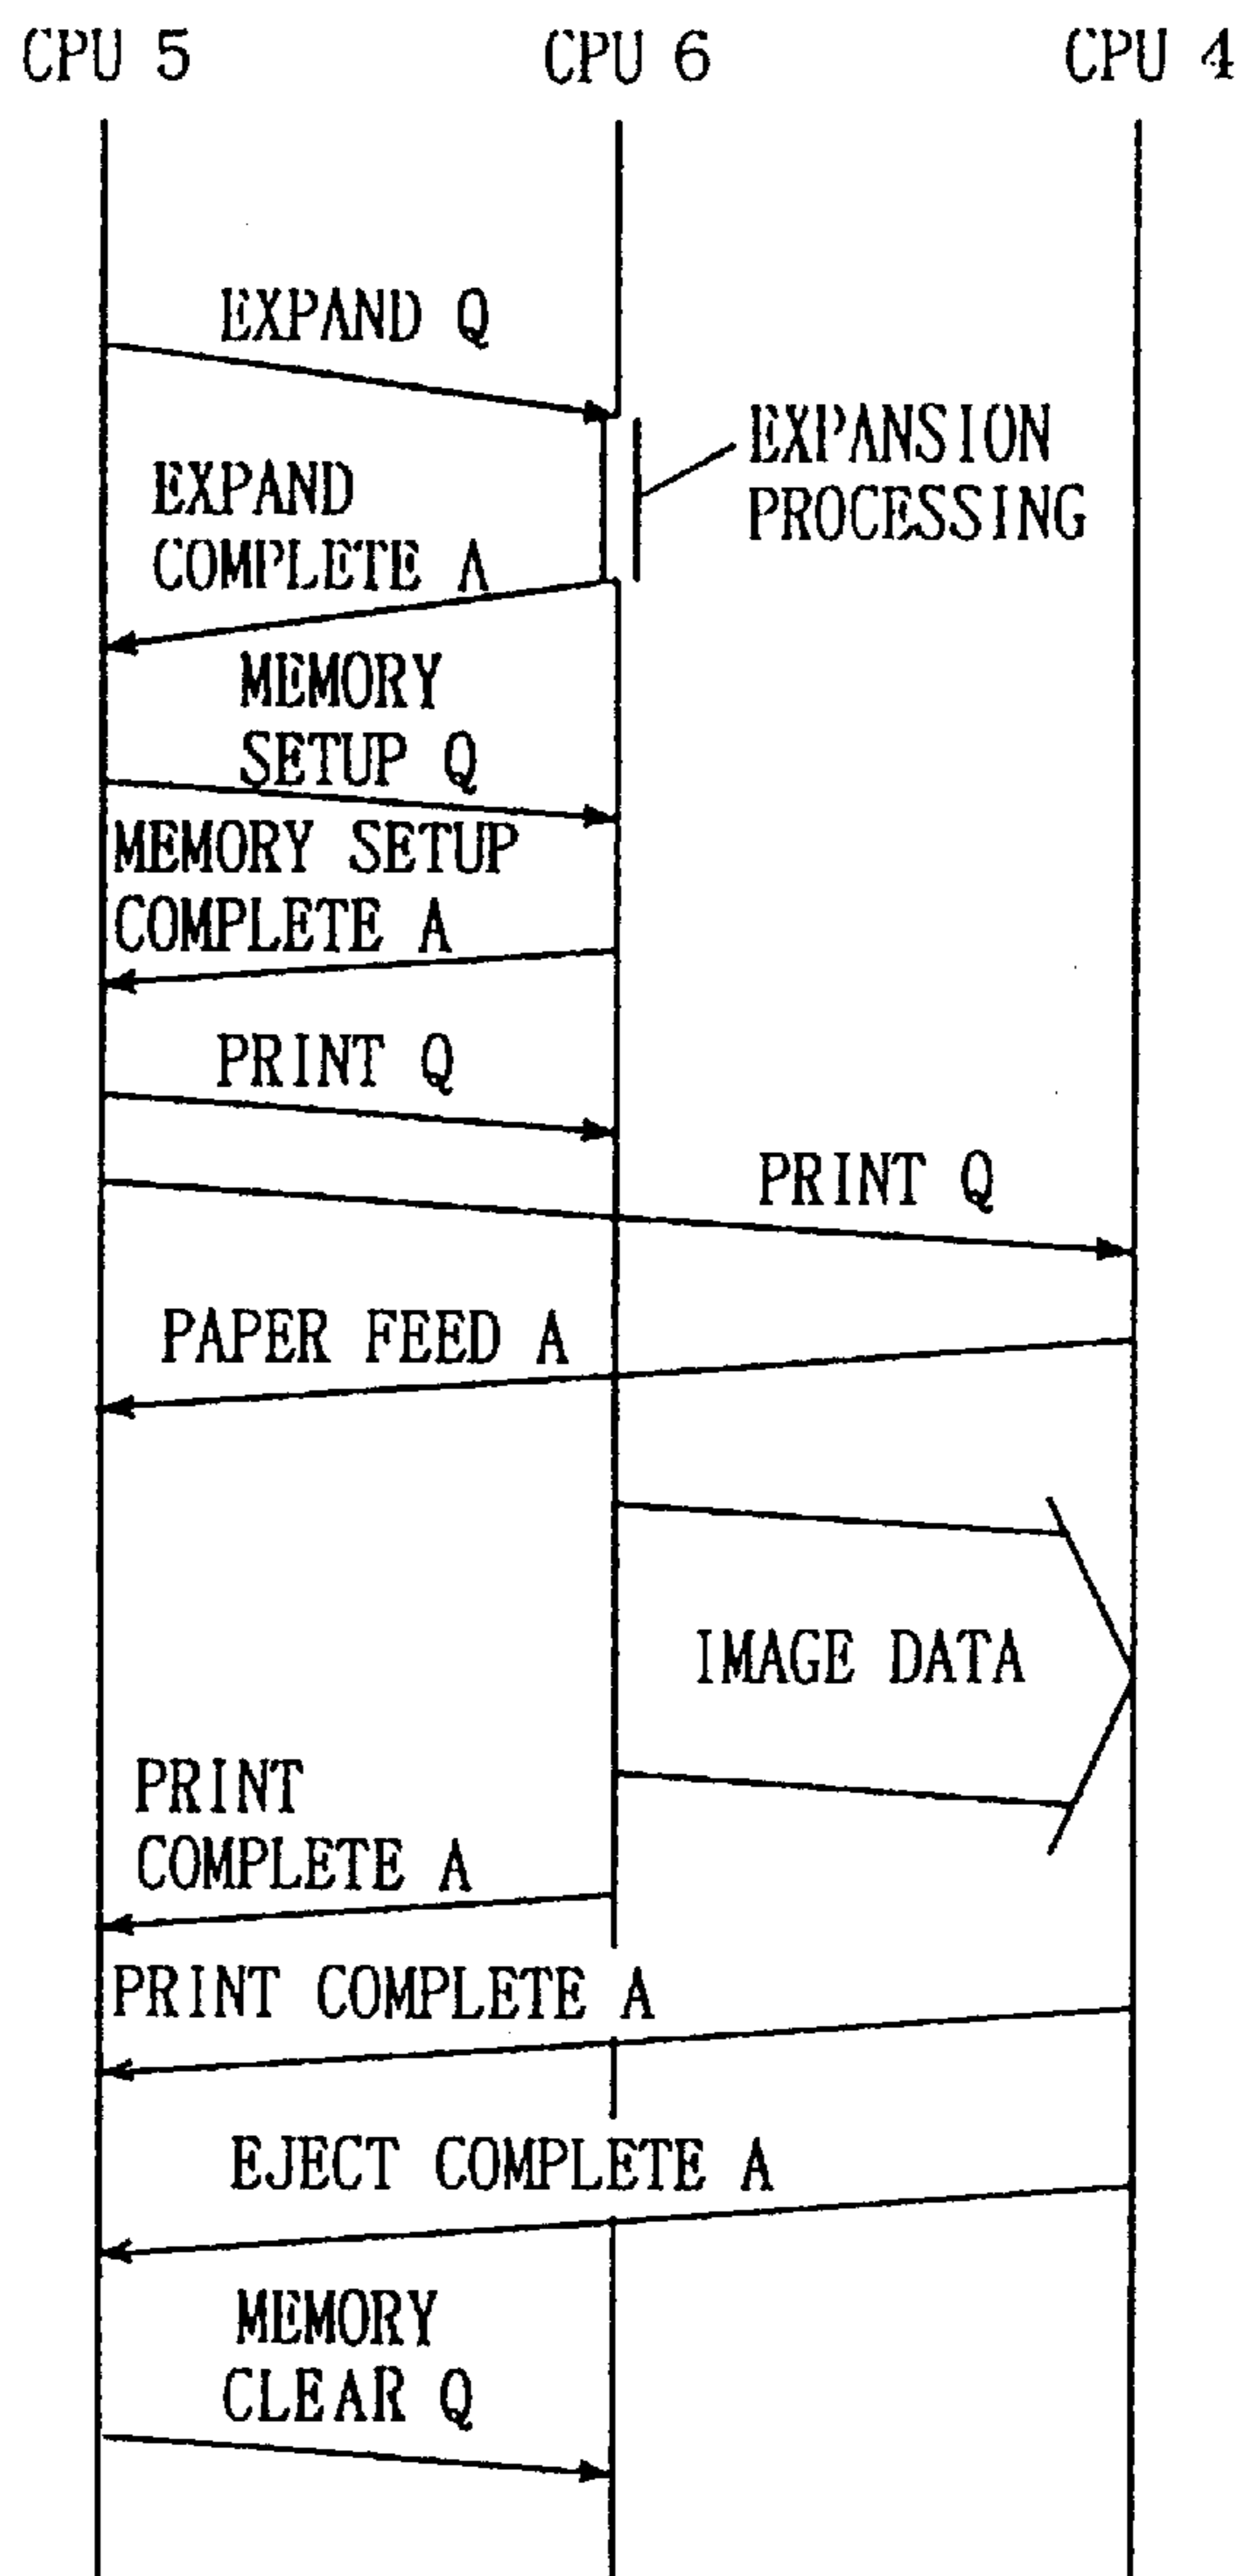 CPU 5
CPU 6
CPU 4
EXPAND Q
EXPANSION
PROCESSING
EXPAND
COMPLETE A
MEMORY
SETUP Q
MEMORY SETUP
COMPLETE A
PRINT Q
PRINT Q
PAPER FEED A
IMAGE DATA
PRINT
COMPLETE A
PRINT COMPLETE A
EJECT COMPLETE A
MEMORY
CLEAR Q